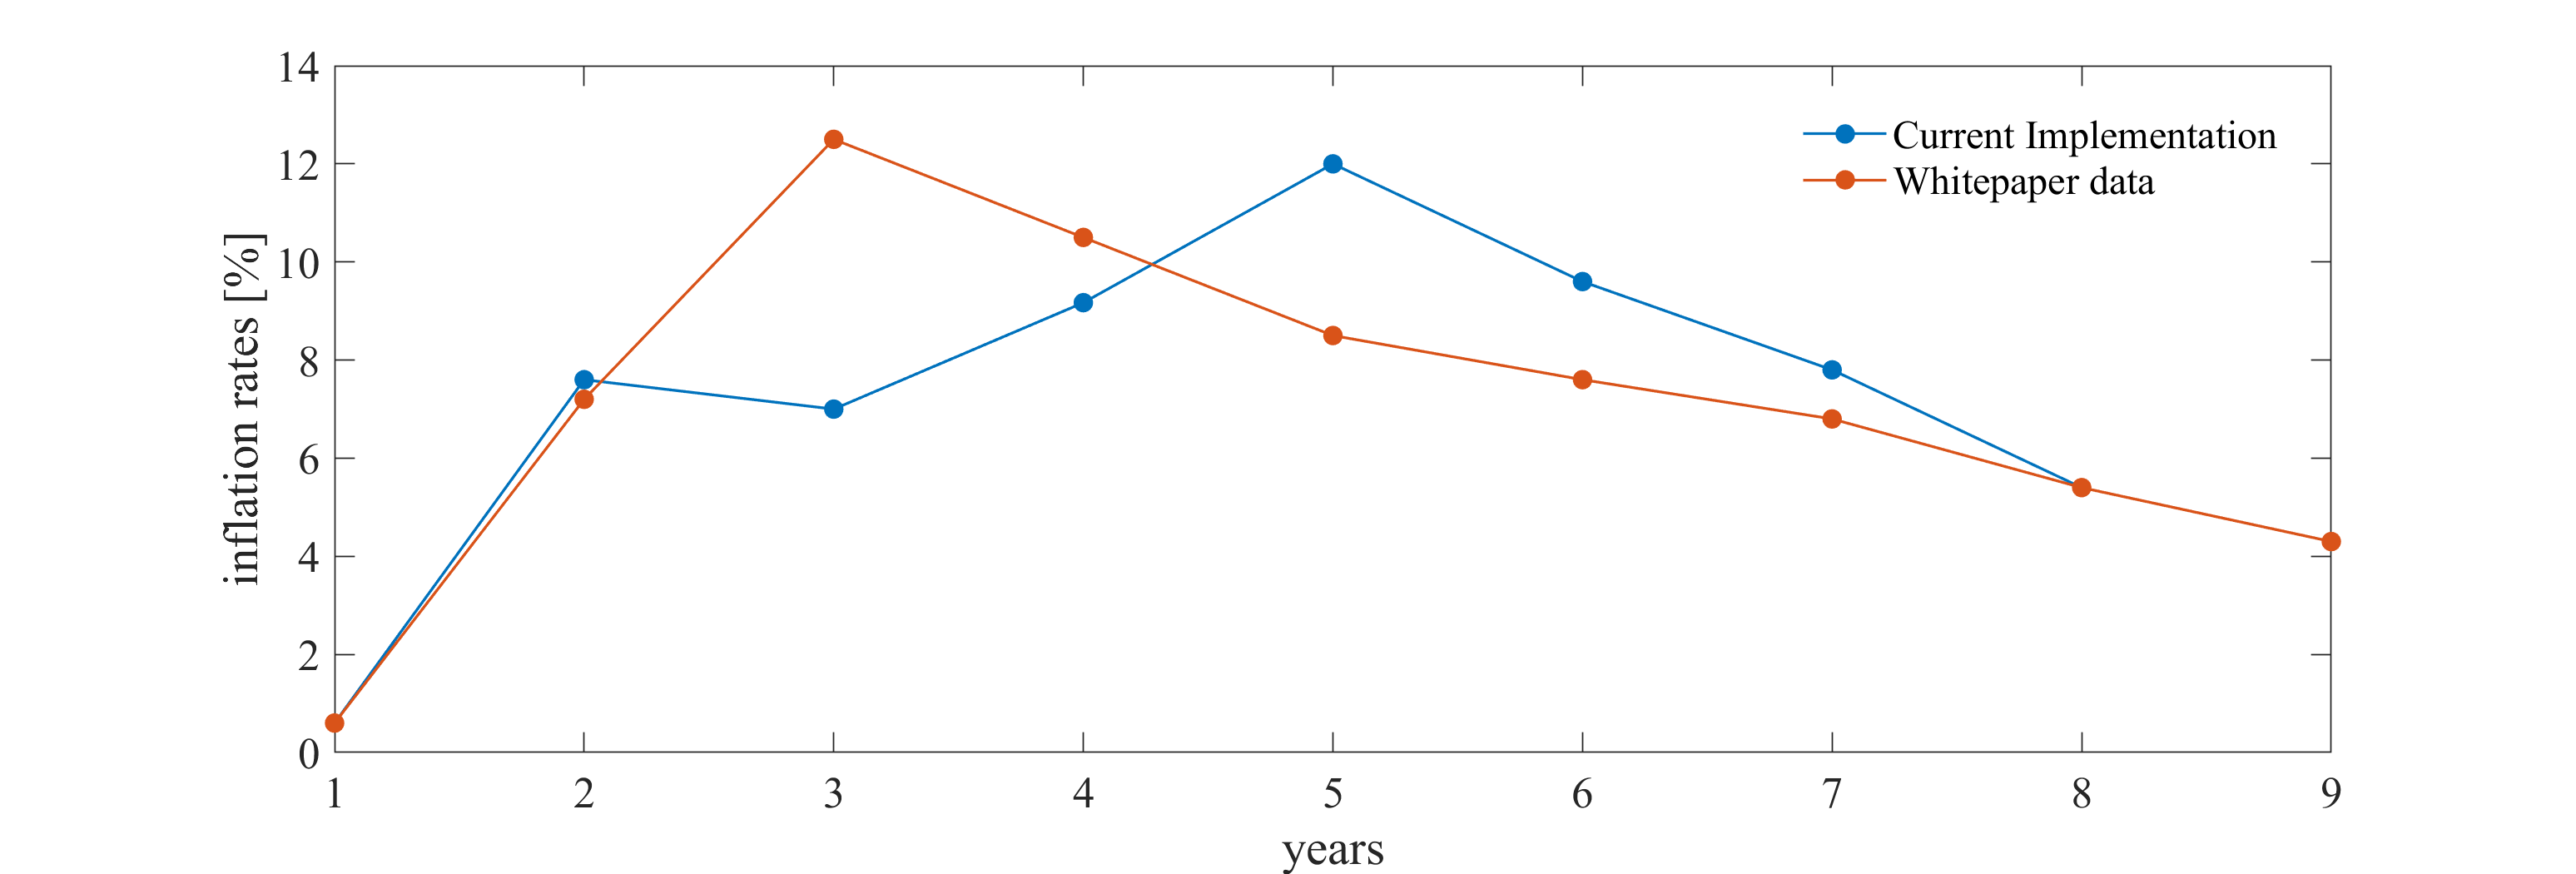 14
12
10
8
6
4
2
0
inflation rates [%]
Current Implementation
Whitepaper data
1 2 3 4 5 6 7 8 9
years